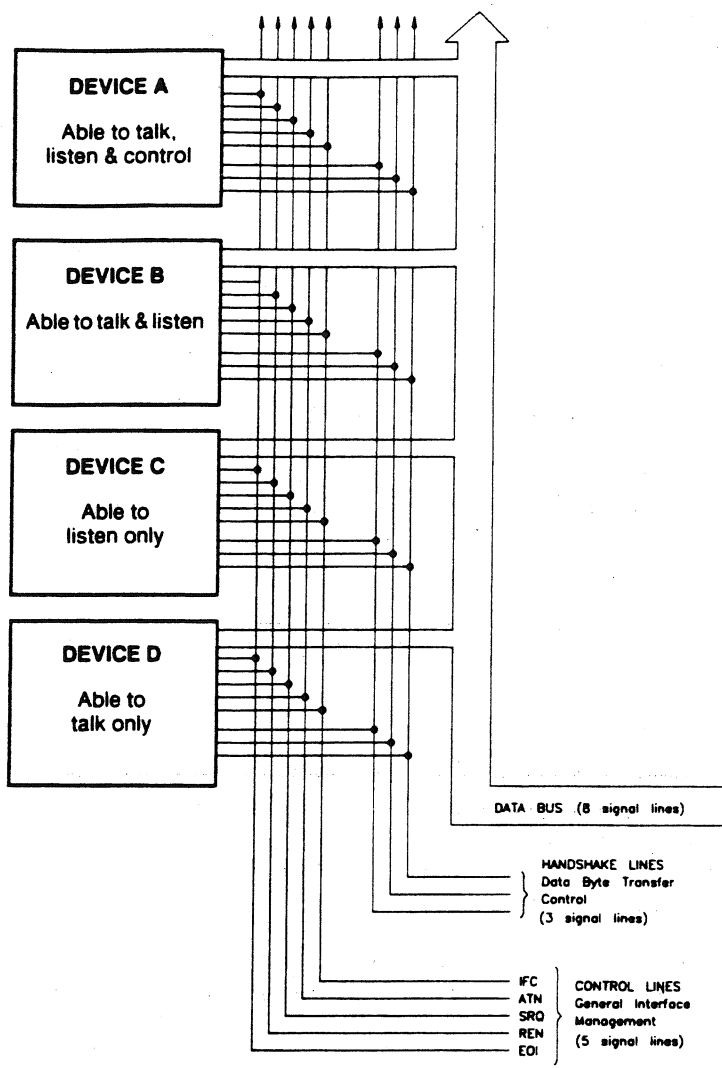 DEVICE A
Able to talk,
listen & control
DEVICE B
Able to talk & listen
DEVICE C
Able to
listen only
DEVICE D
Able to
talk only
DATA BUS (8 signal lines)
HANDSHAKE LINES
Data Byte Transfer
Control
(3 signal lines)
IFC
ATN
SRQ
REN
EOI
CONTROL LINES
General Interface
Management
(5 signal lines)